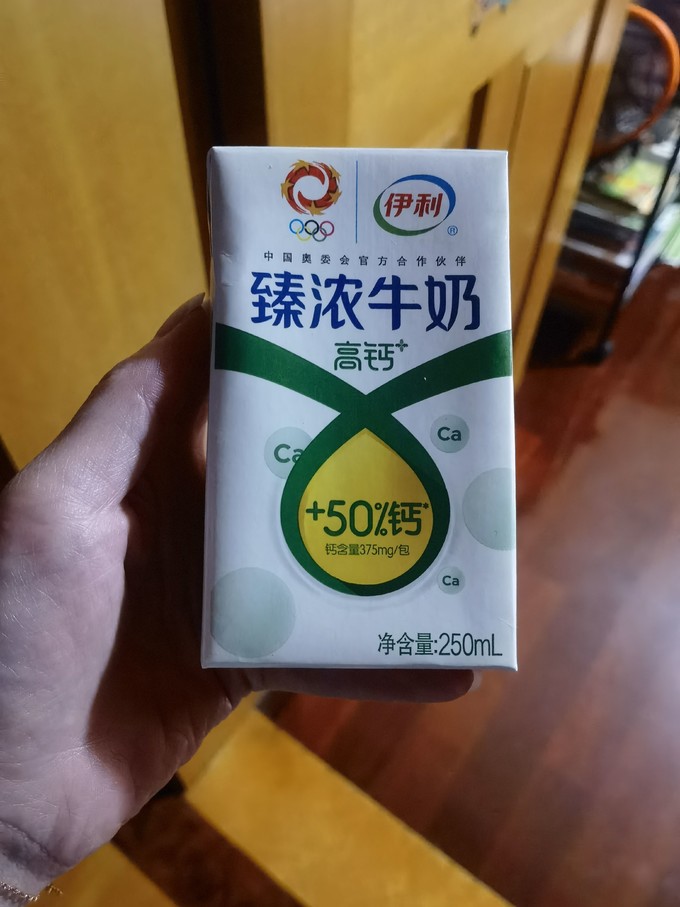 伊利®
中国奥委会官方合作伙伴
臻浓牛奶
高钙+
Ca
Ca
+50%钙*
钙含量375mg/包
Ca
净含量:250mL